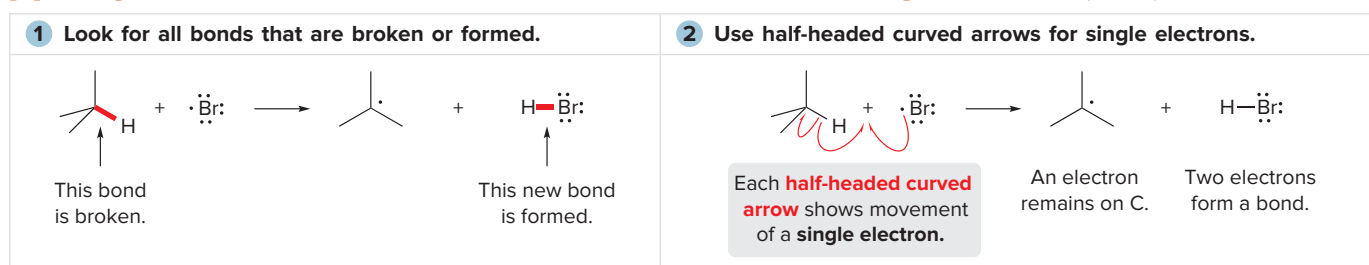 1 Look for all bonds that are broken or formed.
H + ·Br: + H Br:
This bond
is broken.
This new bond
is formed.
2 Use half-headed curved arrows for single electrons.
H + ·Br: + H—Br:
Each half-headed curved
arrow shows movement
of a single electron.
An electron
remains on C.
Two electrons
form a bond.